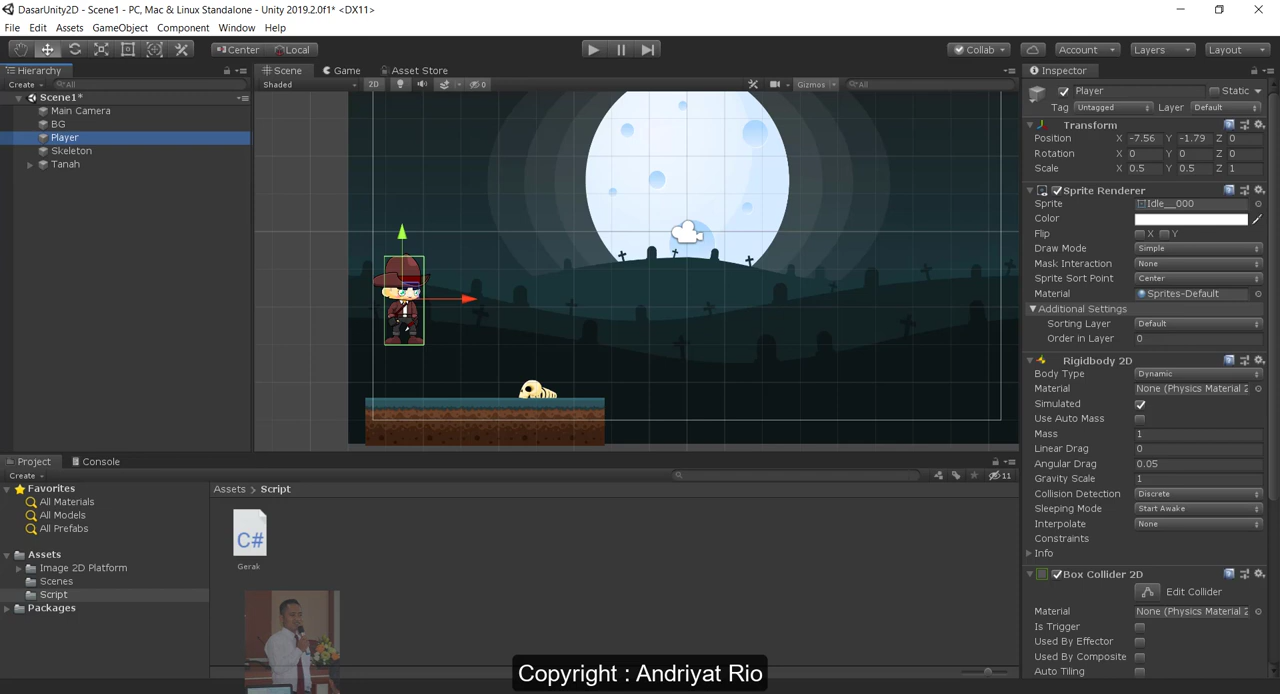 DasarUnity2D - Scene1 - PC, Mac & Linux Standalone - Unity 2019.2.0f1* <DX11>
File Edit Assets GameObject Component Window Help
Center Local Collab Account Layers Layout
Hierarchy
Create All
Scene1*
Main Camera
BG
Player
Skeleton
Tanah
Scene Game Asset Store
Shaded 2D 0 Gizmos All
Inspector
Player Static
Tag Untagged Layer Default
Transform
Position X -7.56 Y -1.79 Z 0
Rotation X 0 Y 0 Z 0
Scale X 0.5 Y 0.5 Z 1
Sprite Renderer
Sprite Idle__000
Color
Flip X Y
Draw Mode Simple
Mask Interaction None
Sprite Sort Point Center
Material Sprites-Default
Additional Settings
Sorting Layer Default
Order in Layer 0
Rigidbody 2D
Body Type Dynamic
Material None (Physics Material 2
Simulated
Use Auto Mass
Mass 1
Linear Drag 0
Angular Drag 0.05
Gravity Scale 1
Collision Detection Discrete
Sleeping Mode Start Awake
Interpolate None
Constraints
Info
Box Collider 2D
Edit Collider
Material None (Physics Material 2
Is Trigger
Used By Effector
Used By Composite
Auto Tiling
Project Console
Create 11
Favorites
All Materials
All Models
All Prefabs
Assets
Image 2D Platform
Scenes
Script
Packages
Assets > Script
C#
Gerak
Copyright : Andriyat Rio